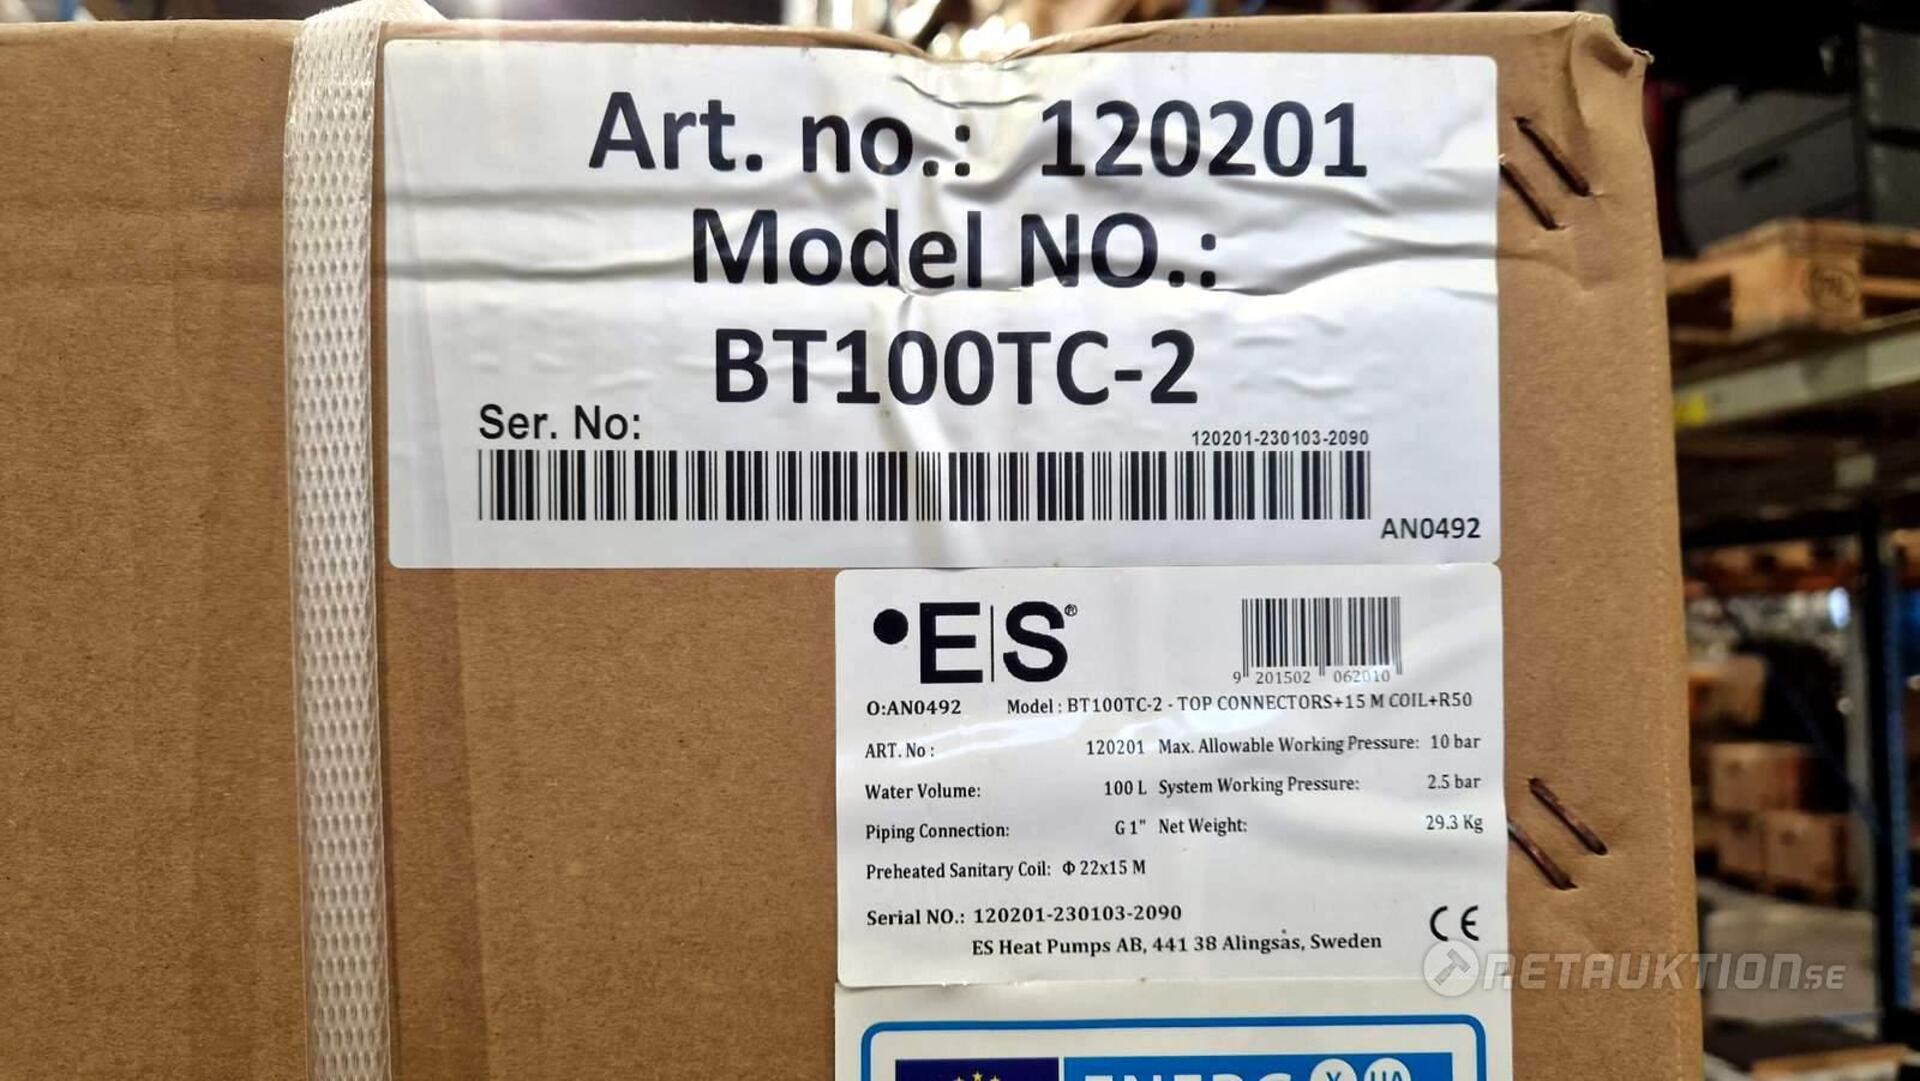 Art. no.: 120201
Model NO.:
BT100TC-2
Ser. No:
120201-230103-2090
AN0492
E|S®
9 201502 062010
O:AN0492 Model : BT100TC-2 - TOP CONNECTORS+15 M COIL+R50
ART. No : 120201 Max. Allowable Working Pressure: 10 bar
Water Volume: 100 L System Working Pressure: 2.5 bar
Piping Connection: G 1" Net Weight: 29.3 Kg
Preheated Sanitary Coil: Φ 22x15 M
Serial NO.: 120201-230103-2090
CE
ES Heat Pumps AB, 441 38 Alingsås, Sweden
RETAUKTION.SE
ENERG Y UA